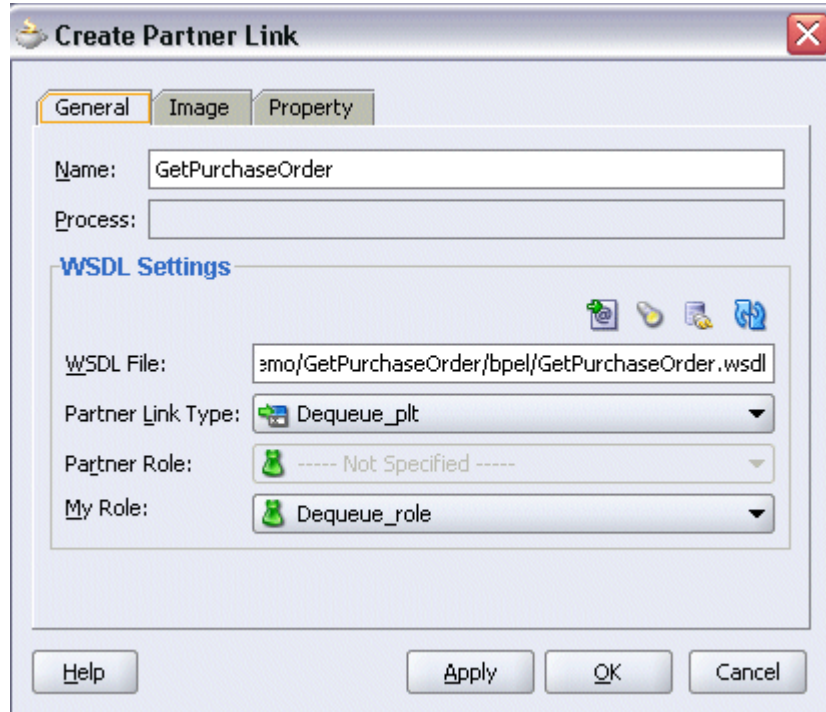 Create Partner Link
General Image Property
Name: GetPurchaseOrder
Process:
WSDL Settings
WSDL File: emo/GetPurchaseOrder/bpel/GetPurchaseOrder.wsdl
Partner Link Type: Dequeue_plt
Partner Role: ----- Not Specified -----
My Role: Dequeue_role
Help Apply OK Cancel